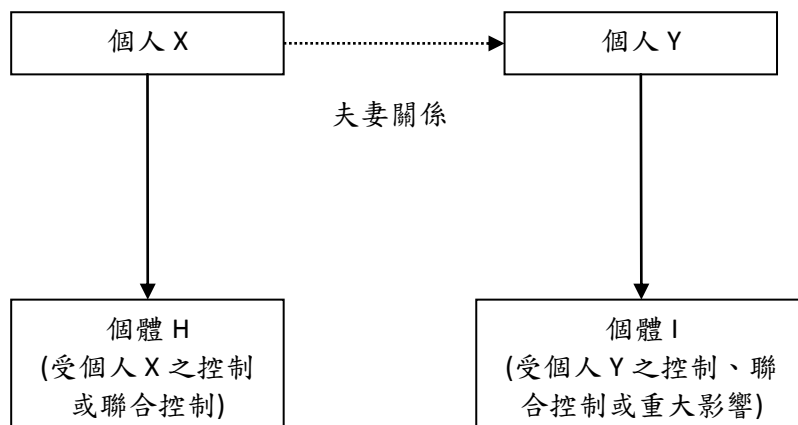 個人 X
個人 Y
夫妻關係
個體 H
(受個人 X 之控制
或聯合控制)
個體 I
(受個人 Y 之控制、聯
合控制或重大影響)